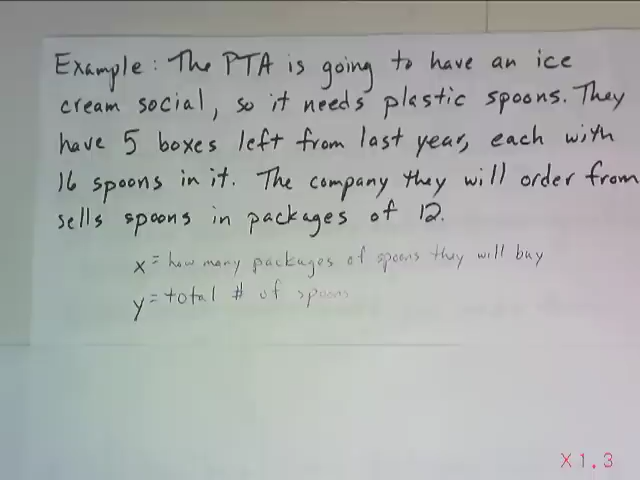 Example: The PTA is going to have an ice
cream social, so it needs plastic spoons. They
have 5 boxes left from last year, each with
16 spoons in it. The company they will order from
sells spoons in packages of 12.
x = how many packages of spoons they will buy
y = total # of spoons
X1.3